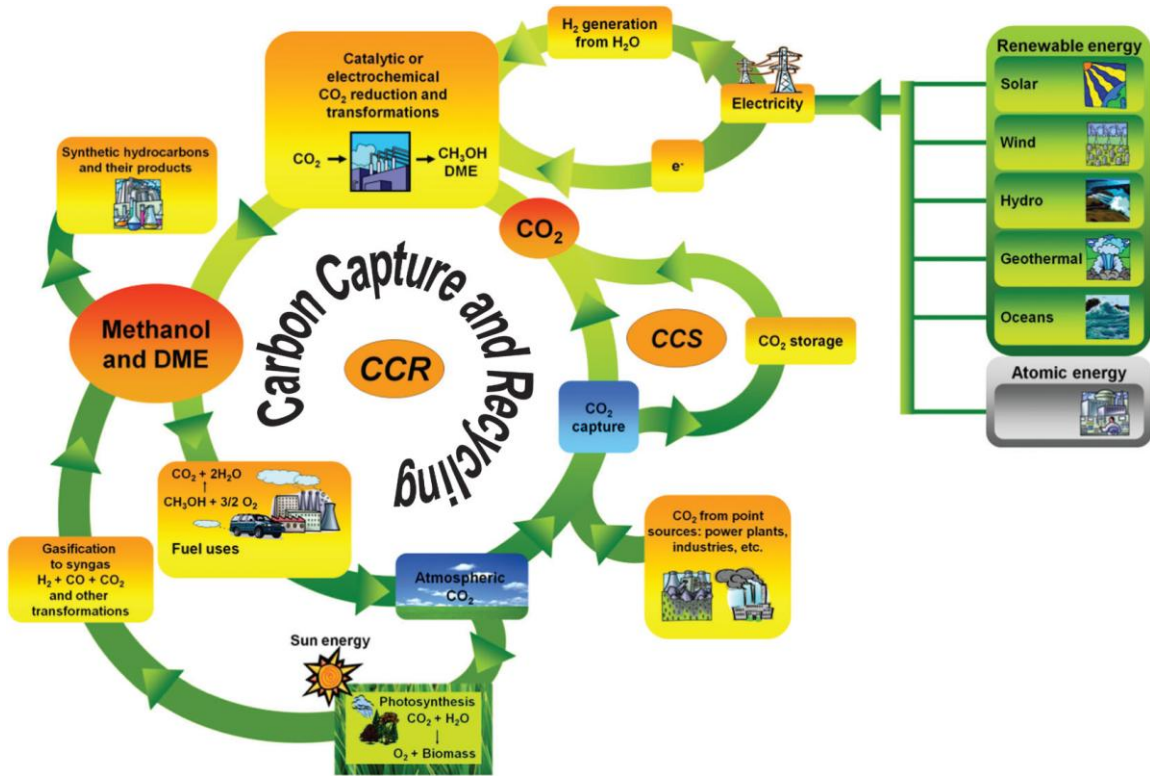 H₂ generation
from H₂O
Catalytic or
electrochemical
CO₂ reduction and
transformations
CO₂ → CH₃OH
DME
Electricity
e⁻
Renewable energy
Solar
Wind
Hydro
Geothermal
Oceans
Atomic energy
Synthetic hydrocarbons
and their products
CO₂
Methanol
and DME
Carbon Capture and Recycling
CCR
CCS
CO₂ storage
CO₂
capture
CO₂ + 2H₂O
↑
CH₃OH + 3/2 O₂
Fuel uses
CO₂ from point
sources: power plants,
industries, etc.
Gasification
to syngas
H₂ + CO + CO₂
and other
transformations
Atmospheric
CO₂
Sun energy
Photosynthesis
CO₂ + H₂O
↓
O₂ + Biomass